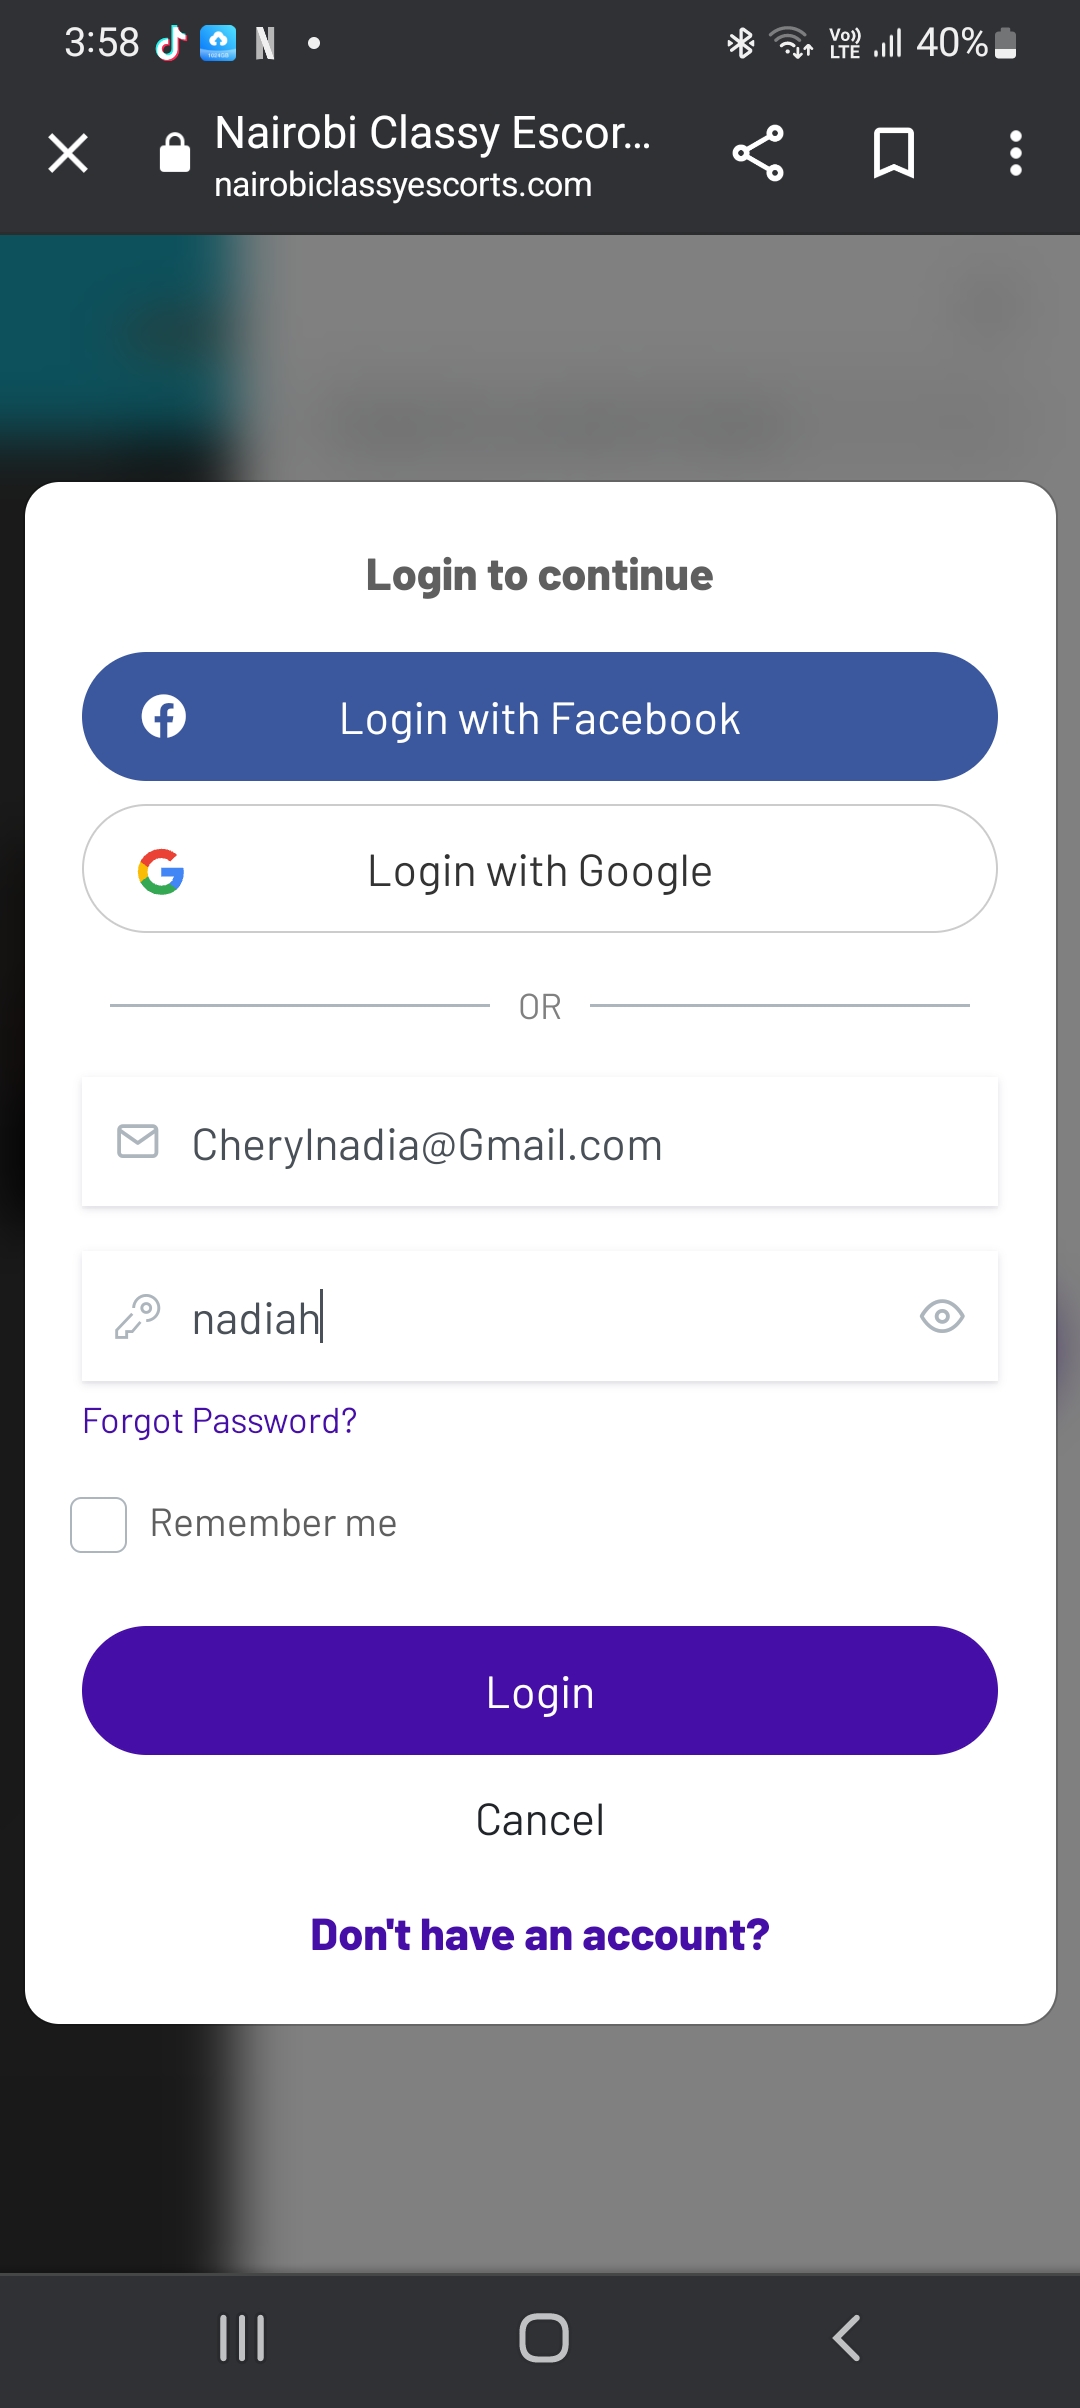 3:58
Vo)) LTE
40%
Nairobi Classy Escor...
nairobiclassyescorts.com
Login to continue
Login with Facebook
Login with Google
OR
Cherylnadia@Gmail.com
nadiah
Forgot Password?
Remember me
Login
Cancel
Don't have an account?